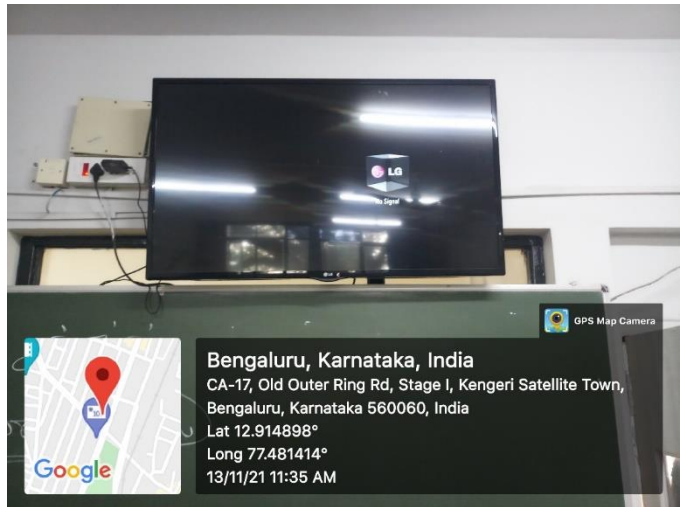 LG
No Signal
LG
GPS Map Camera
Bengaluru, Karnataka, India
CA-17, Old Outer Ring Rd, Stage I, Kengeri Satellite Town,
Bengaluru, Karnataka 560060, India
Lat 12.914898°
Long 77.481414°
13/11/21 11:35 AM
Google